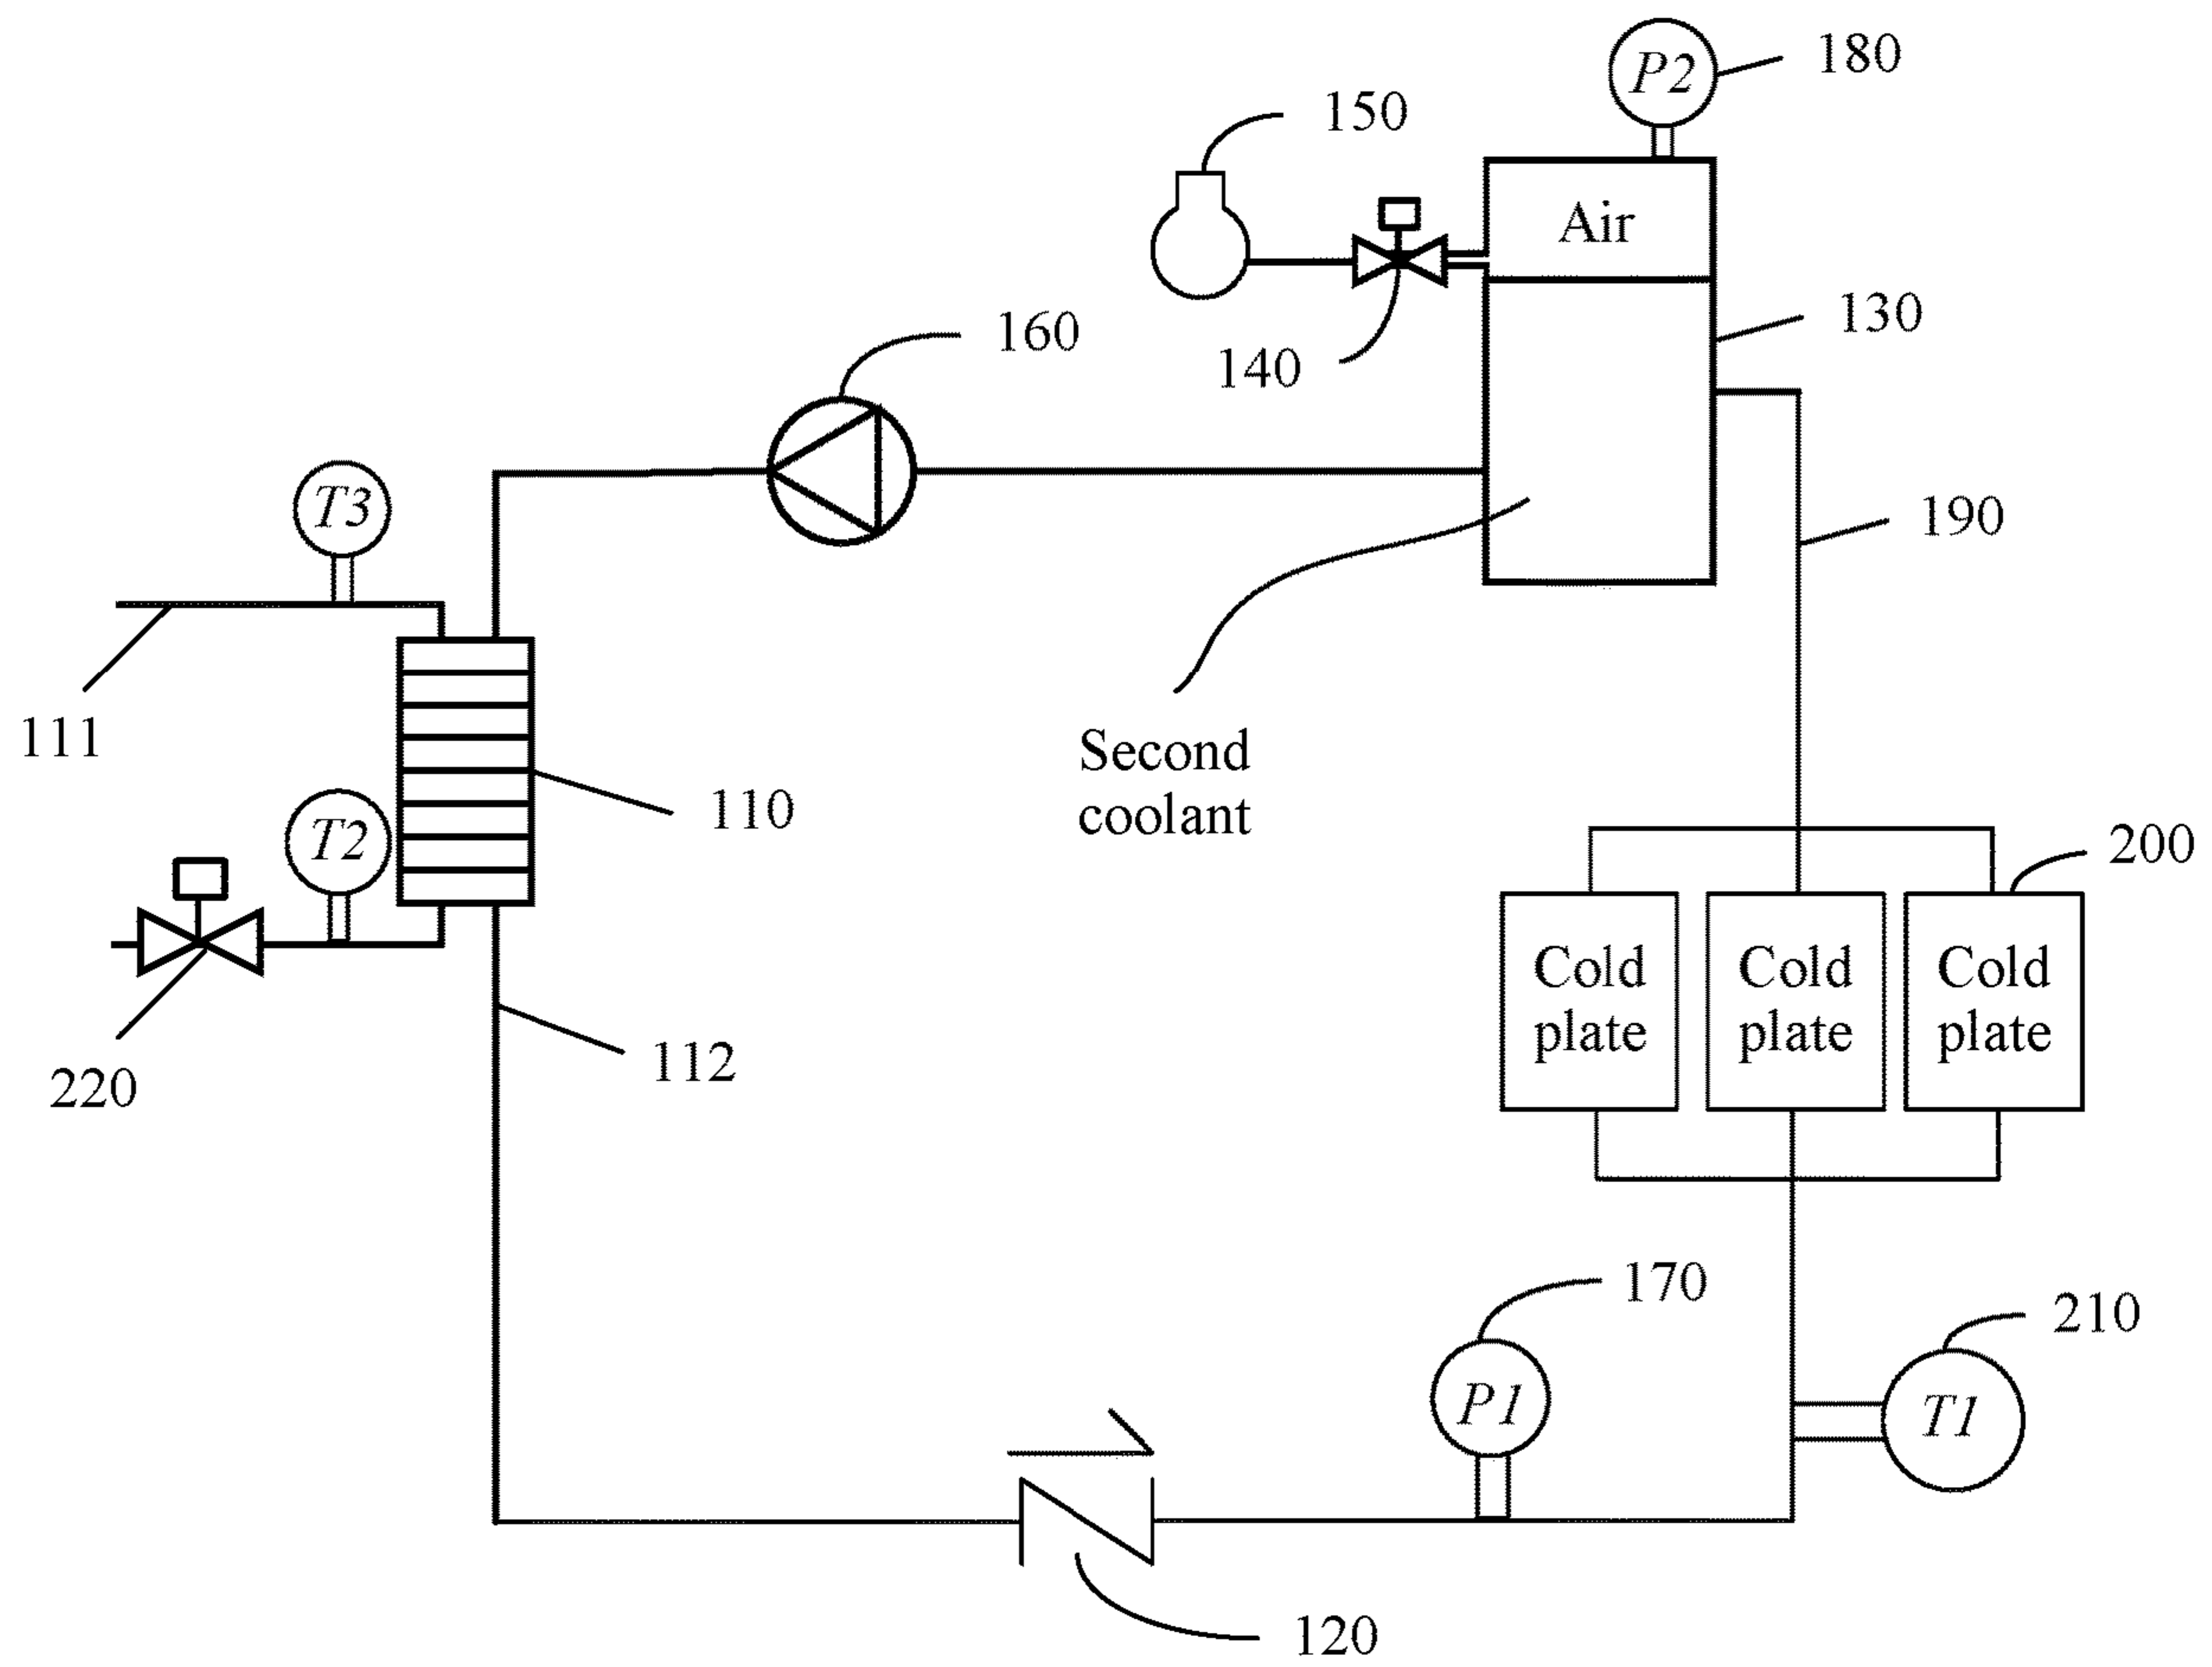 P2
180
150
Air
130
160
140
T3
190
111
Second
coolant
110
T2
200
Cold
plate
Cold
plate
Cold
plate
112
220
170
210
P1
T1
120